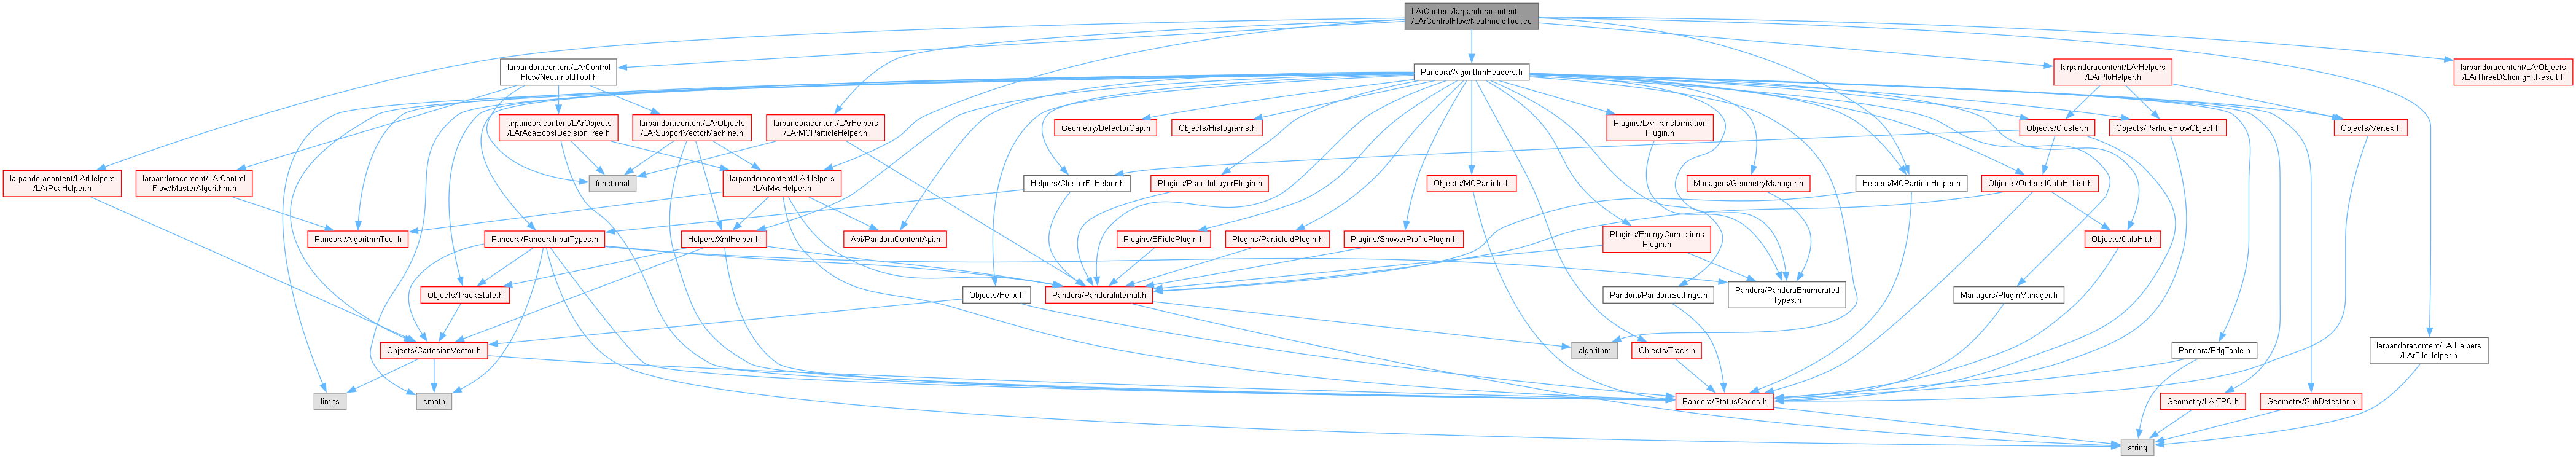 LArContent/larpandoracontent
/LArControlFlow/NeutrinoIdTool.cc
larpandoracontent/LArControl
Flow/NeutrinoIdTool.h
Pandora/AlgorithmHeaders.h
larpandoracontent/LArHelpers
/LArPfoHelper.h
larpandoracontent/LArObjects
/LArThreeDSlidingFitResult.h
larpandoracontent/LArObjects
/LArAdaBoostDecisionTree.h
larpandoracontent/LArObjects
/LArSupportVectorMachine.h
larpandoracontent/LArHelpers
/LArMCParticleHelper.h
Geometry/DetectorGap.h
Objects/Histograms.h
Plugins/LArTransformation
Plugin.h
Objects/Cluster.h
Objects/ParticleFlowObject.h
Objects/Vertex.h
larpandoracontent/LArHelpers
/LArPcaHelper.h
larpandoracontent/LArControl
Flow/MasterAlgorithm.h
functional
larpandoracontent/LArHelpers
/LArMvaHelper.h
Helpers/ClusterFitHelper.h
Plugins/PseudoLayerPlugin.h
Objects/MCParticle.h
Managers/GeometryManager.h
Helpers/MCParticleHelper.h
Objects/OrderedCaloHitList.h
Pandora/AlgorithmTool.h
Pandora/PandoraInputTypes.h
Helpers/XmlHelper.h
Api/PandoraContentApi.h
Plugins/BFieldPlugin.h
Plugins/ParticleIdPlugin.h
Plugins/ShowerProfilePlugin.h
Plugins/EnergyCorrections
Plugin.h
Objects/CaloHit.h
Objects/TrackState.h
Objects/Helix.h
Pandora/PandoraInternal.h
Pandora/PandoraSettings.h
Pandora/PandoraEnumerated
Types.h
Managers/PluginManager.h
Objects/CartesianVector.h
algorithm
Objects/Track.h
Pandora/PdgTable.h
larpandoracontent/LArHelpers
/LArFileHelper.h
limits
cmath
Pandora/StatusCodes.h
Geometry/LArTPC.h
Geometry/SubDetector.h
string